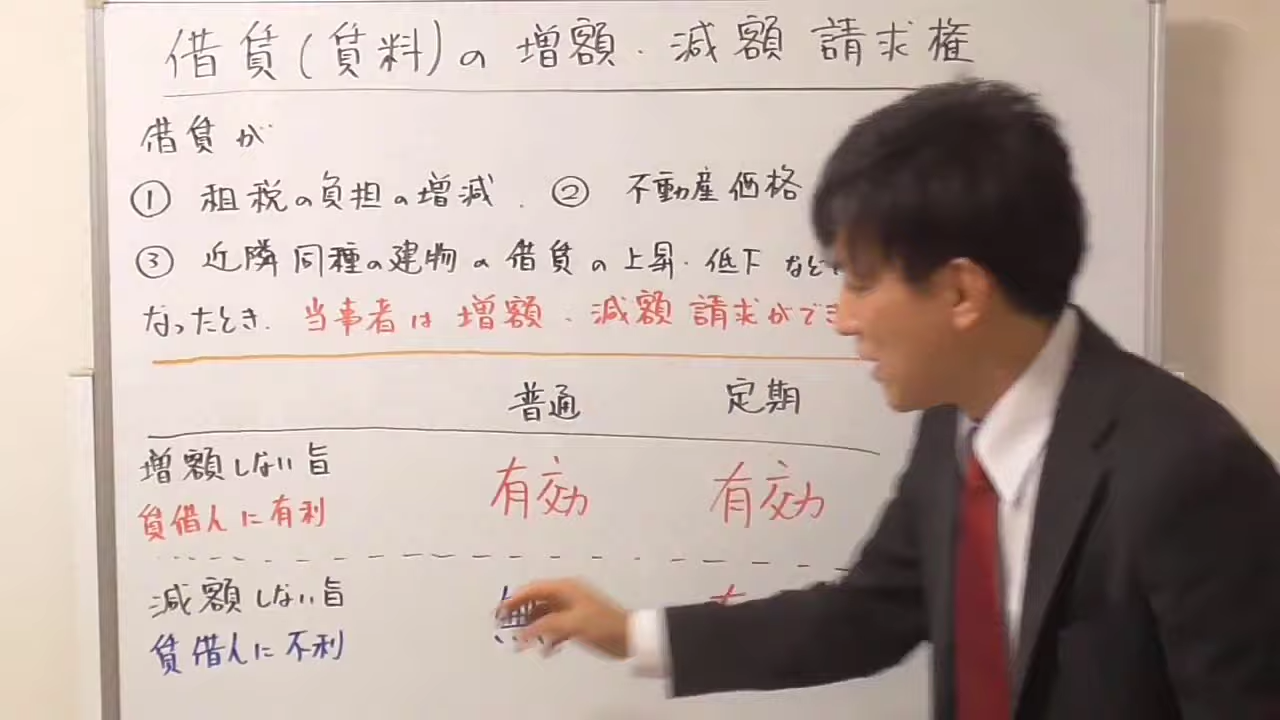 借賃(賃料)の増額・減額請求権
借賃が
① 租税の負担の増減. ② 不動産価格
③ 近隣同種の建物の借賃の上昇・低下 など
なったとき. 当事者は増額・減額請求ができ
普通 定期
増額しない旨 有効 有効
賃借人に有利
減額しない旨 無
賃借人に不利